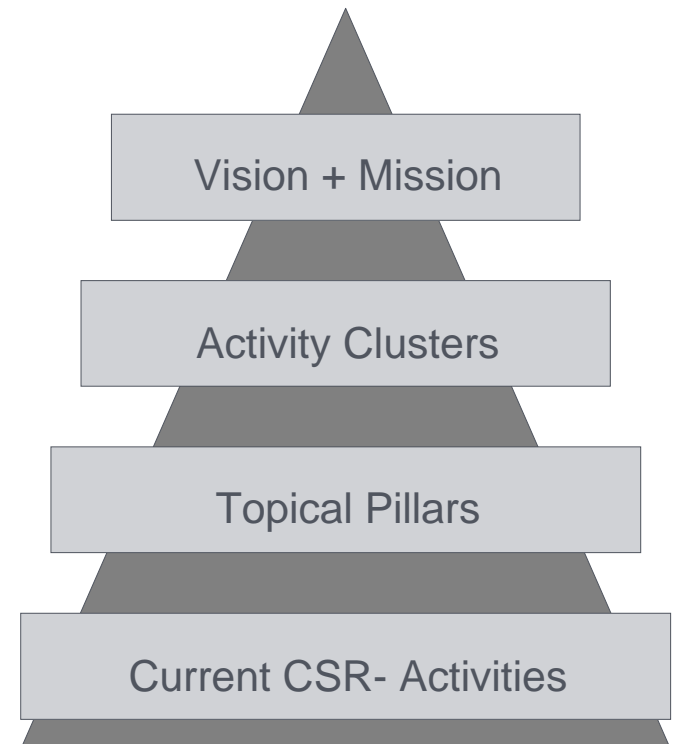 Vision + Mission
Activity Clusters
Topical Pillars
Current CSR- Activities